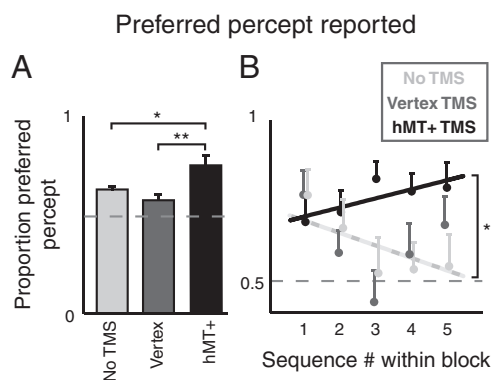 Preferred percept reported
A
B
No TMS
Vertex TMS
hMT+ TMS
1
1
*
**
*
Proportion preferred
percept
0.5
0
No TMS
Vertex
hMT+
1 2 3 4 5
Sequence # within block